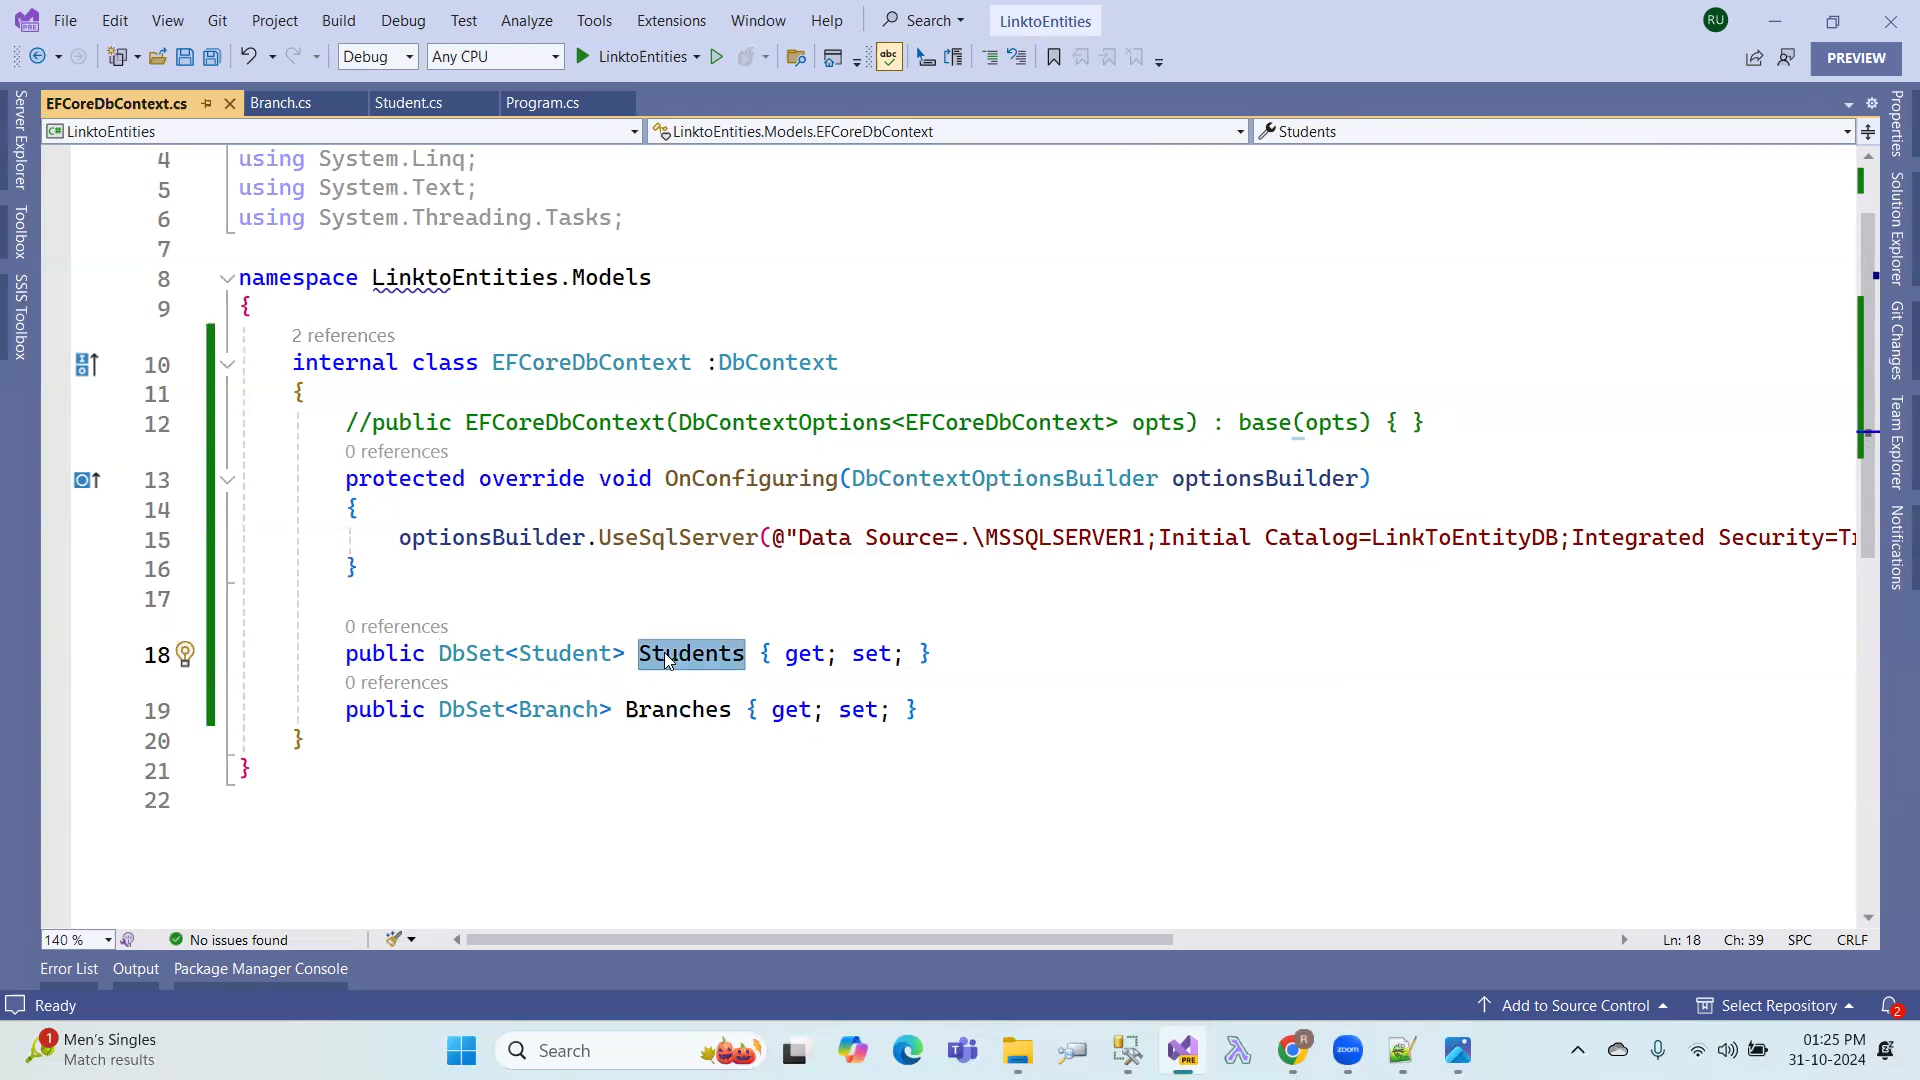 File Edit View Git Project Build Debug Test Analyze Tools Extensions Window Help Search LinktoEntities RU
Debug Any CPU LinktoEntities abc PREVIEW
EFCoreDbContext.cs Branch.cs Student.cs Program.cs
LinktoEntities LinktoEntities.Models.EFCoreDbContext Students
Server Explorer
Toolbox
SSIS Toolbox
4 using System.Linq;
5 using System.Text;
6 using System.Threading.Tasks;
7
8 namespace LinktoEntities.Models
9 {
2 references
10 internal class EFCoreDbContext :DbContext
11 {
12 //public EFCoreDbContext(DbContextOptions<EFCoreDbContext> opts) : base(opts) { }
0 references
13 protected override void OnConfiguring(DbContextOptionsBuilder optionsBuilder)
14 {
15 optionsBuilder.UseSqlServer(@"Data Source=.\MSSQLSERVER1;Initial Catalog=LinkToEntityDB;Integrated Security=Tr
16 }
17
0 references
18 public DbSet<Student> Students { get; set; }
0 references
19 public DbSet<Branch> Branches { get; set; }
20 }
21 }
22
Properties
Solution Explorer
Git Changes
Team Explorer
Notifications
140 % No issues found Ln: 18 Ch: 39 SPC CRLF
Error List Output Package Manager Console
Ready Add to Source Control Select Repository 2
1 Men's Singles
Match results
Search
PRE
R
zoom
01:25 PM
31-10-2024